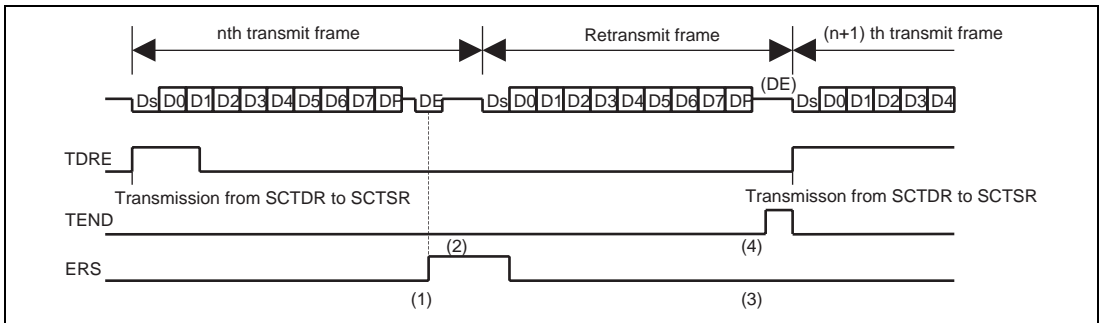 nth transmit frame Retransmit frame (n+1) th transmit frame
(DE)
Ds D0 D1 D2 D3 D4 D5 D6 D7 DP DE Ds D0 D1 D2 D3 D4 D5 D6 D7 DP Ds D0 D1 D2 D3 D4
TDRE
Transmission from SCTDR to SCTSR Transmisson from SCTDR to SCTSR
TEND
(2) (4)
ERS
(1) (3)